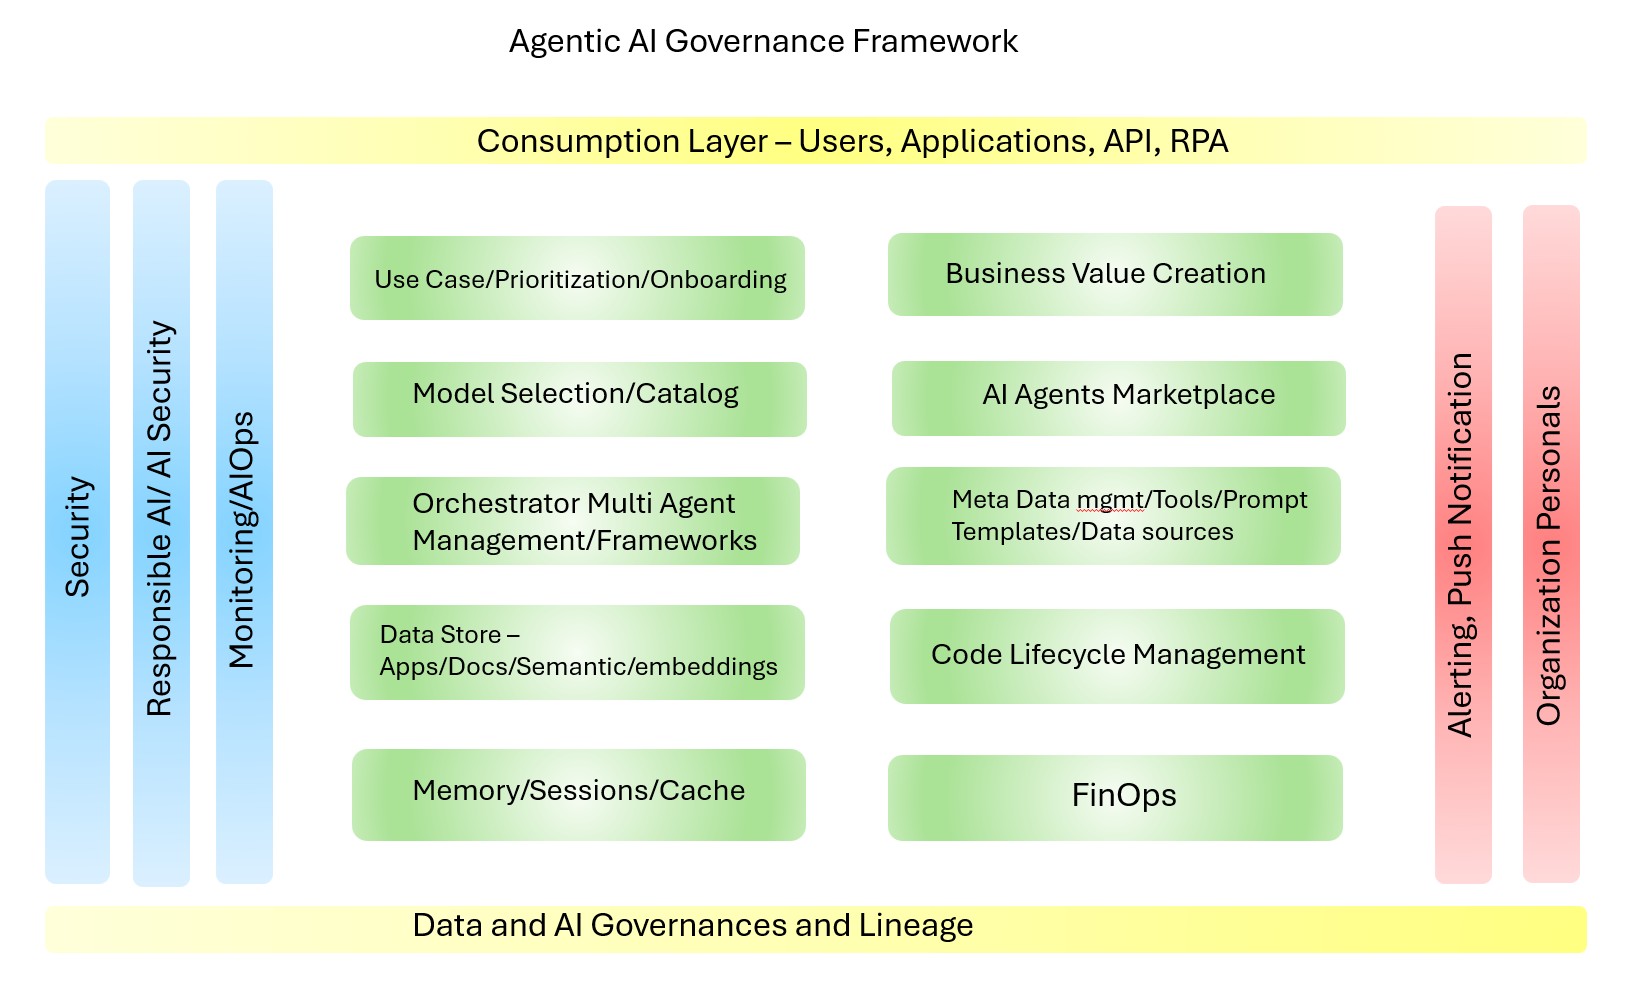 Agentic AI Governance Framework
Consumption Layer – Users, Applications, API, RPA
Security
Responsible AI/ AI Security
Monitoring/AIOps
Use Case/Prioritization/Onboarding
Business Value Creation
Model Selection/Catalog
AI Agents Marketplace
Orchestrator Multi Agent
Management/Frameworks
Meta Data mgmt/Tools/Prompt
Templates/Data sources
Data Store –
Apps/Docs/Semantic/embeddings
Code Lifecycle Management
Memory/Sessions/Cache
FinOps
Alerting, Push Notification
Organization Personals
Data and AI Governances and Lineage